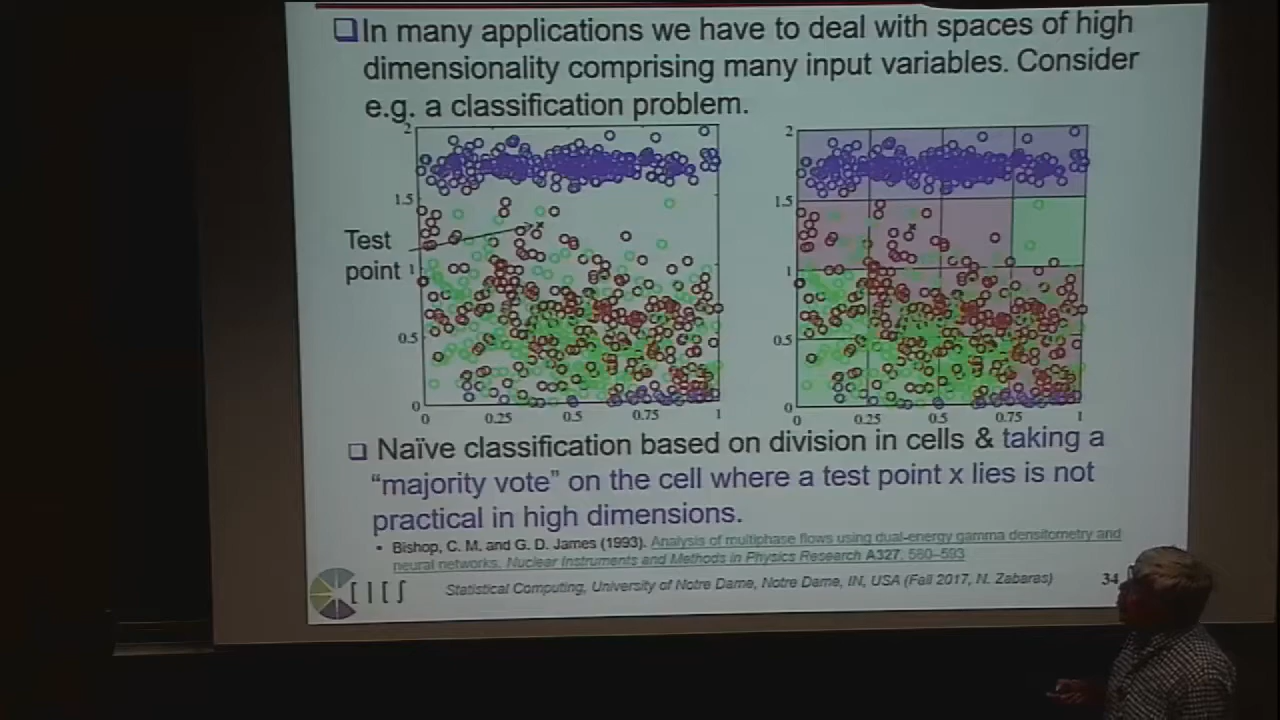 In many applications we have to deal with spaces of high
dimensionality comprising many input variables. Consider
e.g. a classification problem.
2
1.5
1
0.5
0
0 0.25 0.5 0.75 1
Test
point
2
1.5
1
0.5
0
0 0.25 0.5 0.75 1
Naïve classification based on division in cells & taking a
“majority vote” on the cell where a test point x lies is not
practical in high dimensions.
• Bishop, C. M. and G. D. James (1993). Analysis of multiphase flows using dual-energy gamma densitometry and
neural networks. Nuclear Instruments and Methods in Physics Research A327, 580–593
Statistical Computing, University of Notre Dame, Notre Dame, IN, USA (Fall 2017, N. Zabaras)
34